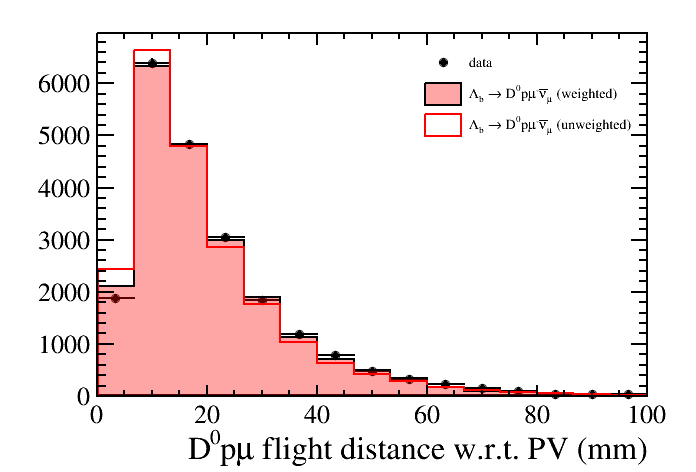 6000
5000
4000
3000
2000
1000
0
data
Λb → D⁰pμ ν̅μ (weighted)
Λb → D⁰pμ ν̅μ (unweighted)
0 20 40 60 80 100
D⁰pμ flight distance w.r.t. PV (mm)